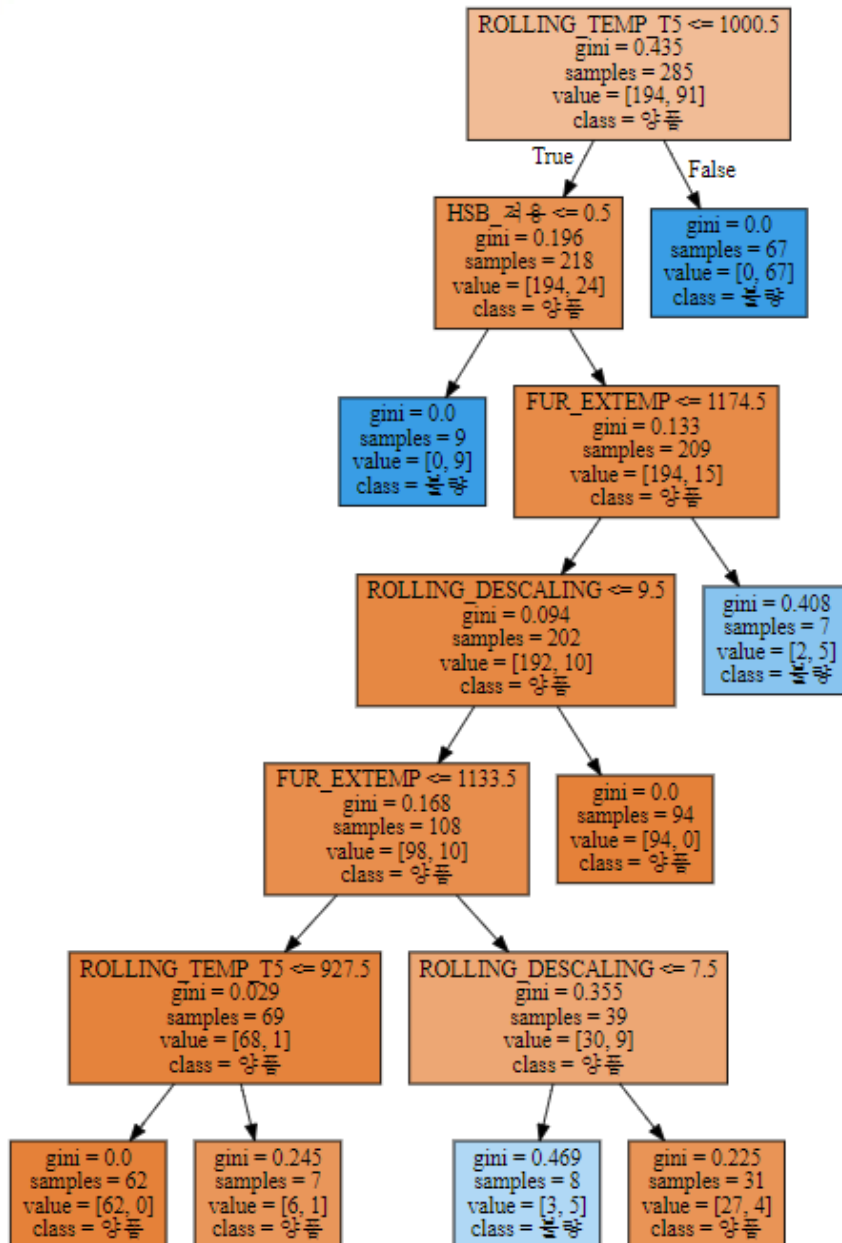 ROLLING_TEMP_T5 <= 1000.5
gini = 0.435
samples = 285
value = [194, 91]
class = 양품
True
False
HSB_적용 <= 0.5
gini = 0.196
samples = 218
value = [194, 24]
class = 양품
gini = 0.0
samples = 67
value = [0, 67]
class = 불량
gini = 0.0
samples = 9
value = [0, 9]
class = 불량
FUR_EXTEMP <= 1174.5
gini = 0.133
samples = 209
value = [194, 15]
class = 양품
ROLLING_DESCALING <= 9.5
gini = 0.094
samples = 202
value = [192, 10]
class = 양품
gini = 0.408
samples = 7
value = [2, 5]
class = 불량
FUR_EXTEMP <= 1133.5
gini = 0.168
samples = 108
value = [98, 10]
class = 양품
gini = 0.0
samples = 94
value = [94, 0]
class = 양품
ROLLING_TEMP_T5 <= 927.5
gini = 0.029
samples = 69
value = [68, 1]
class = 양품
ROLLING_DESCALING <= 7.5
gini = 0.355
samples = 39
value = [30, 9]
class = 양품
gini = 0.0
samples = 62
value = [62, 0]
class = 양품
gini = 0.245
samples = 7
value = [6, 1]
class = 양품
gini = 0.469
samples = 8
value = [3, 5]
class = 불량
gini = 0.225
samples = 31
value = [27, 4]
class = 양품